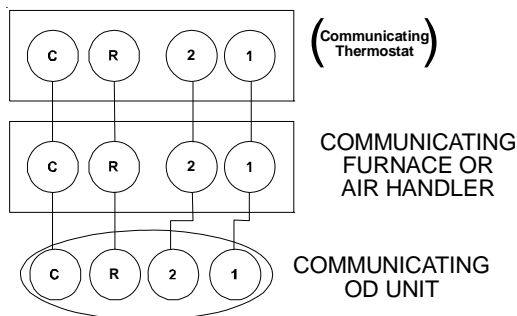 C R 2 1
(Communicating
Thermostat)
C R 2 1
COMMUNICATING
FURNACE OR
AIR HANDLER
C R 2 1
COMMUNICATING
OD UNIT